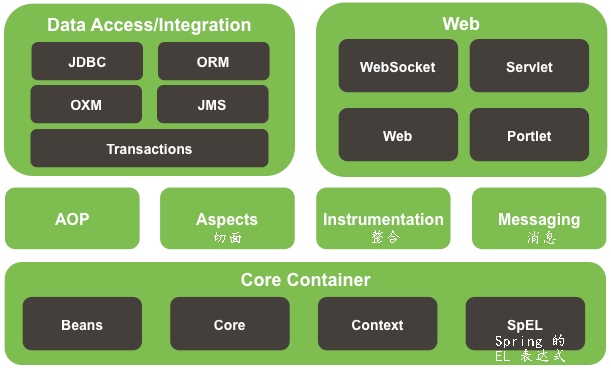 Data Access/Integration
JDBC
ORM
OXM
JMS
Transactions
Web
WebSocket
Servlet
Web
Portlet
AOP
Aspects
切面
Instrumentation
整合
Messaging
消息
Core Container
Beans
Core
Context
SpEL
Spring 的
EL 表达式